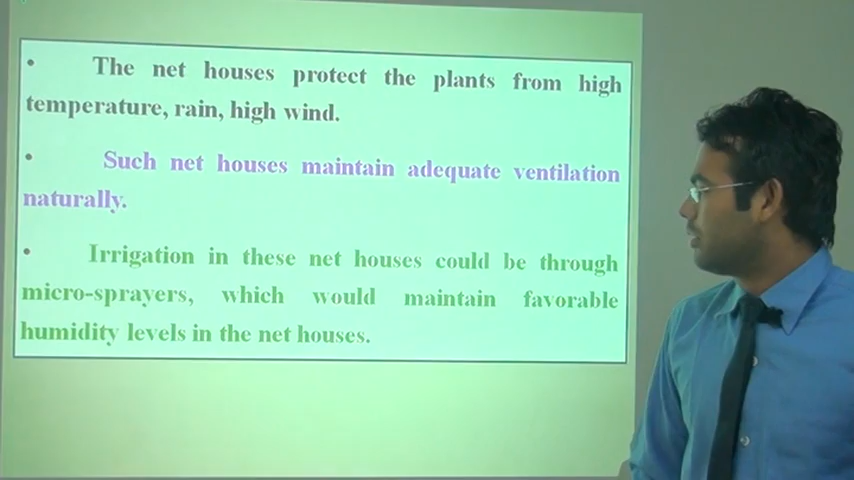 • The net houses protect the plants from high
temperature, rain, high wind.
• Such net houses maintain adequate ventilation
naturally.
• Irrigation in these net houses could be through
micro-sprayers, which would maintain favorable
humidity levels in the net houses.